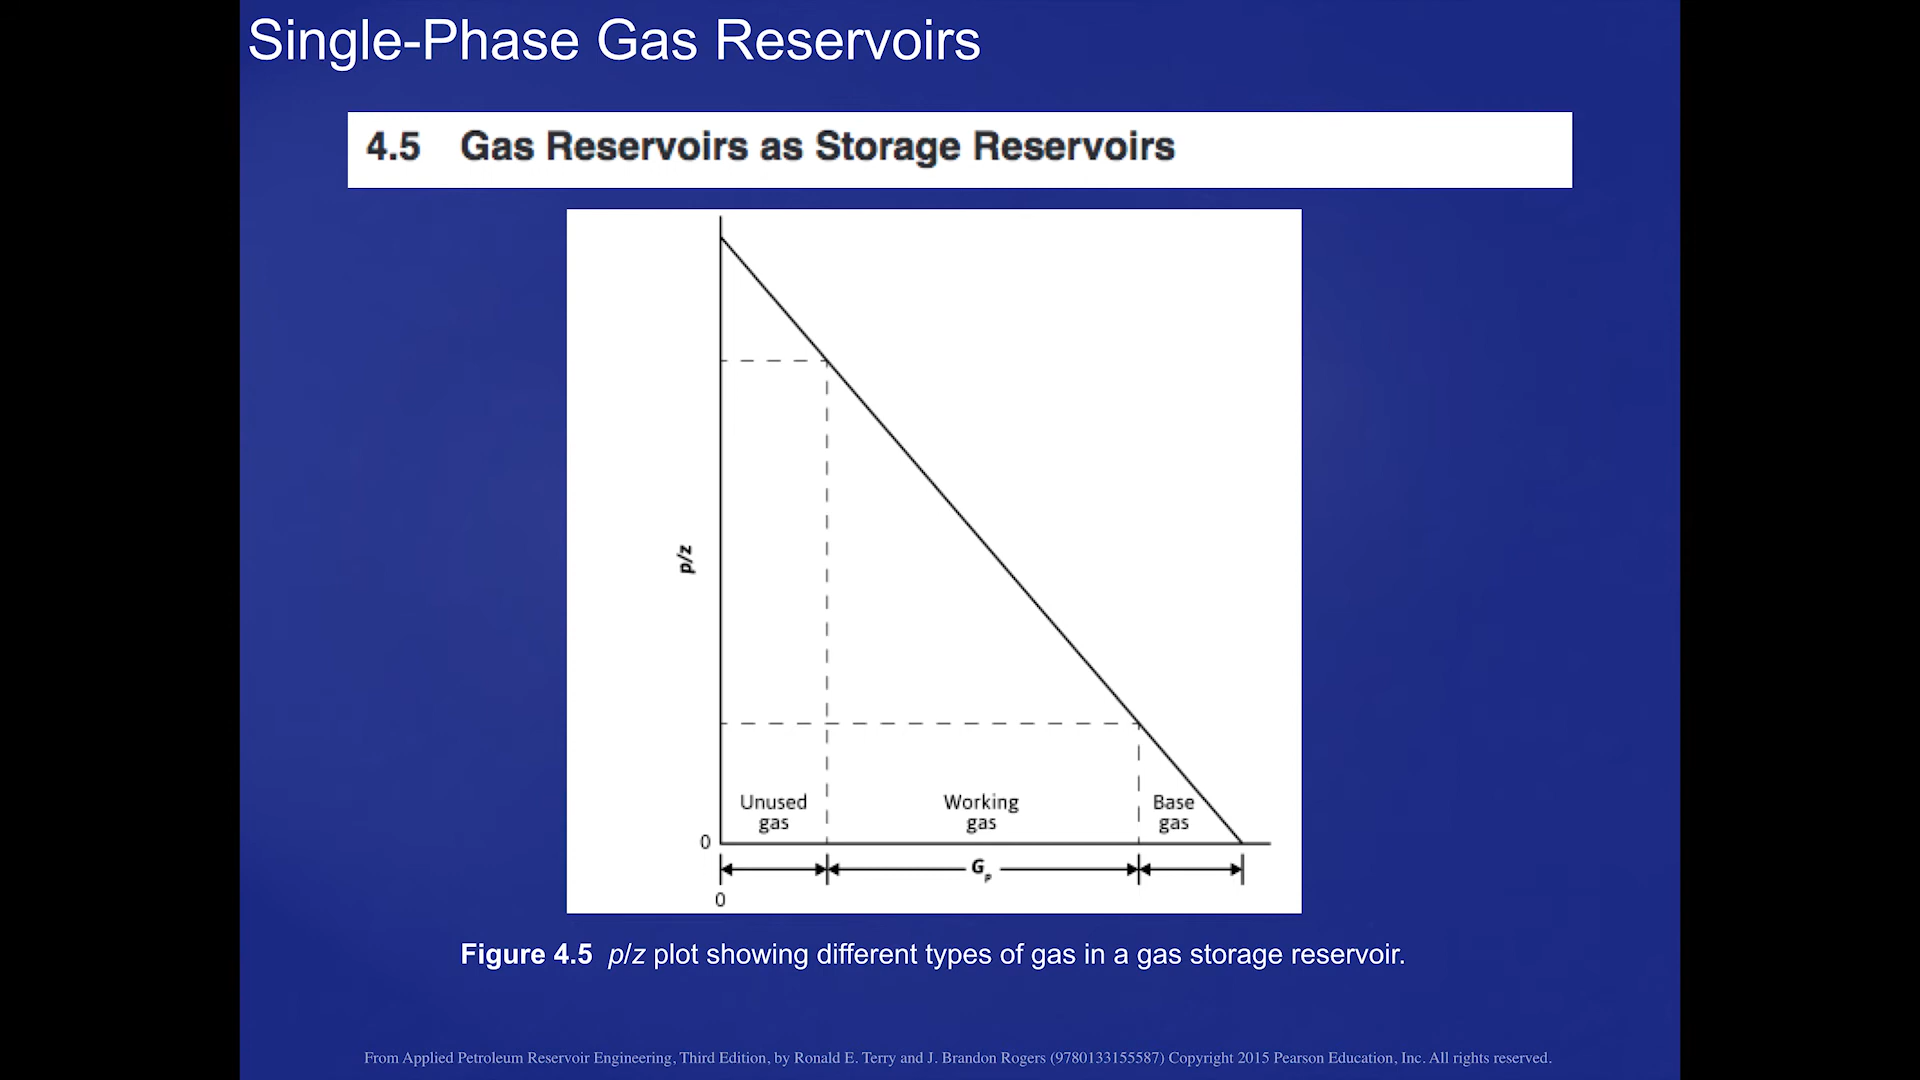 Single-Phase Gas Reservoirs
4.5 Gas Reservoirs as Storage Reservoirs
p/z
Unused
gas
Working
gas
Base
gas
0
Gp
0
Figure 4.5 p/z plot showing different types of gas in a gas storage reservoir.
From Applied Petroleum Reservoir Engineering, Third Edition, by Ronald E. Terry and J. Brandon Rogers (9780133155587) Copyright 2015 Pearson Education, Inc. All rights reserved.